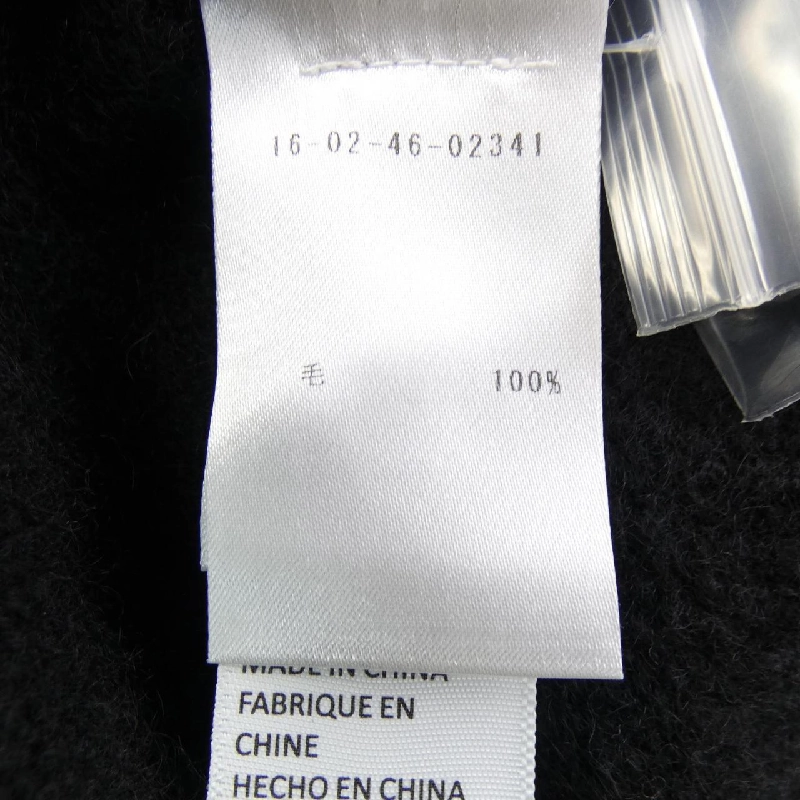 16-02-46-02341
毛 100%
MADE IN CHINA
FABRIQUE EN
CHINE
HECHO EN CHINA